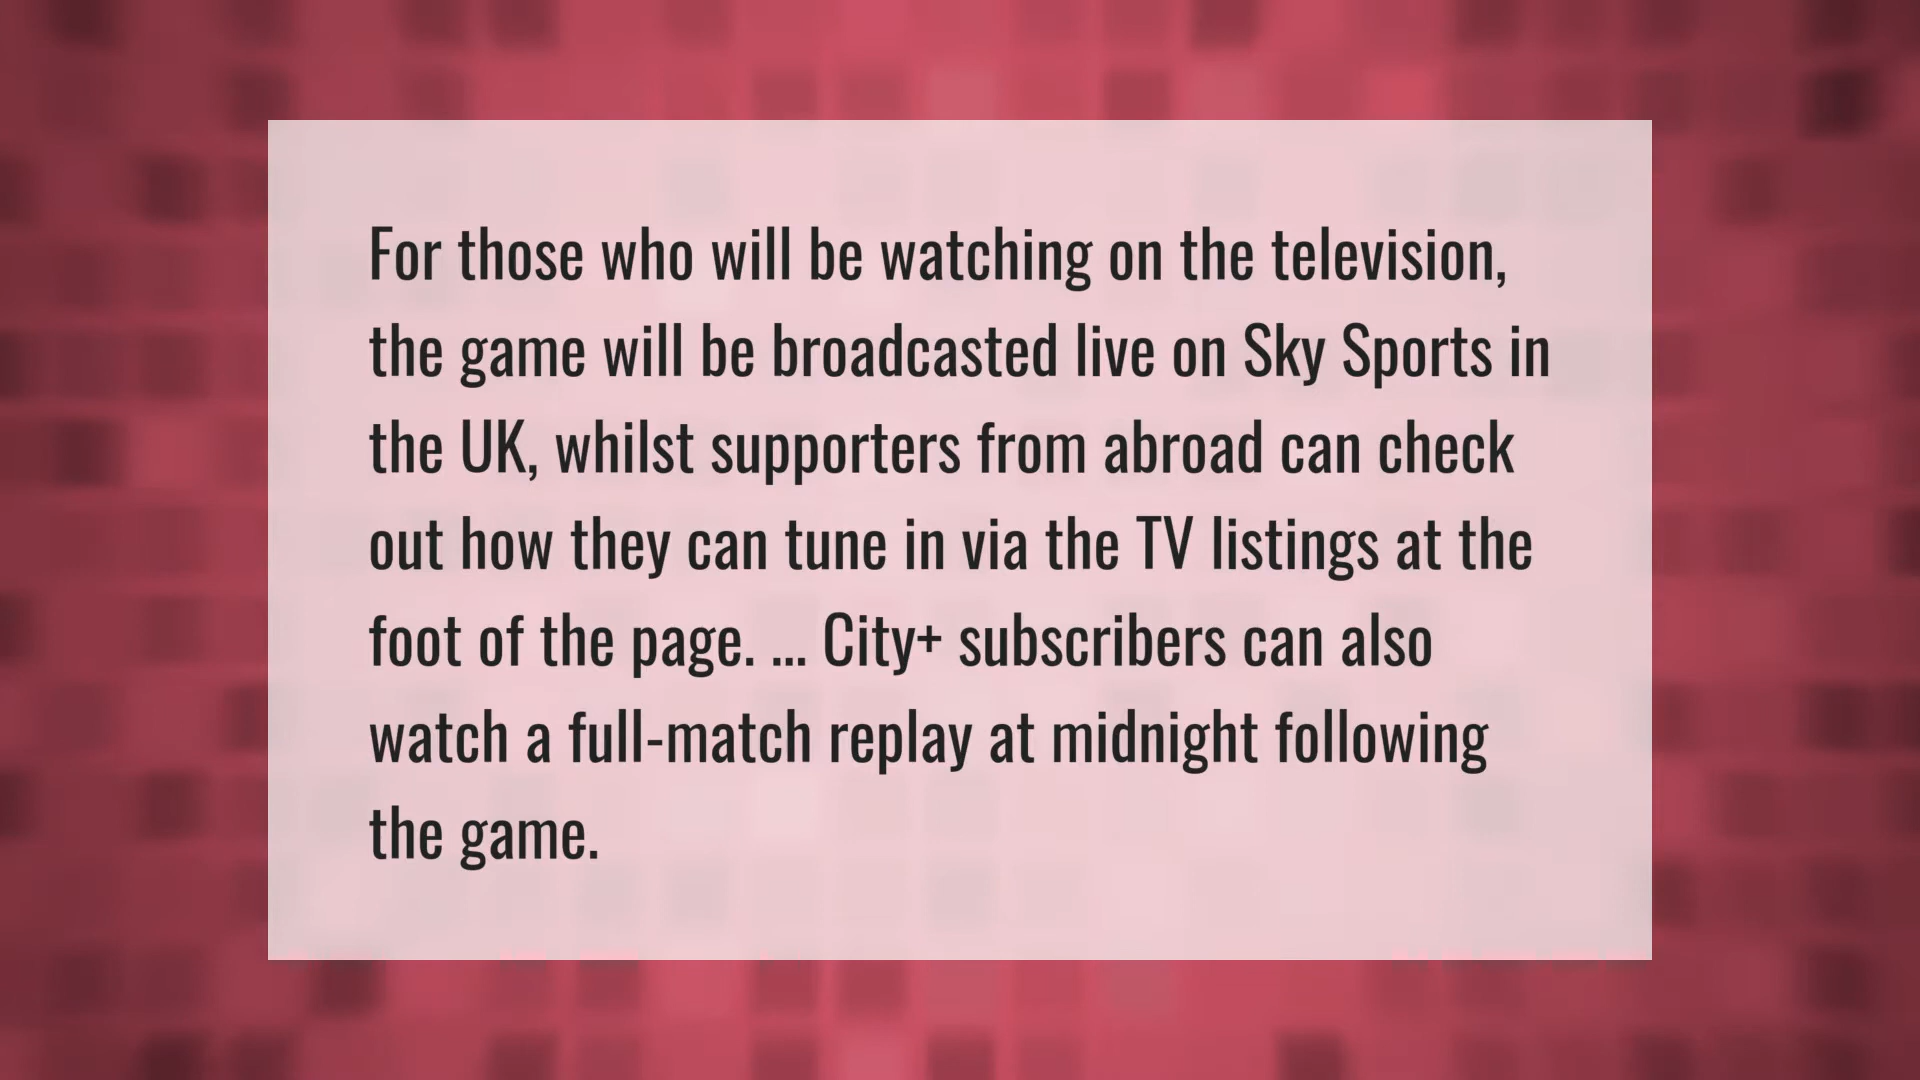 For those who will be watching on the television,
the game will be broadcasted live on Sky Sports in
the UK, whilst supporters from abroad can check
out how they can tune in via the TV listings at the
foot of the page. ... City+ subscribers can also
watch a full-match replay at midnight following
the game.